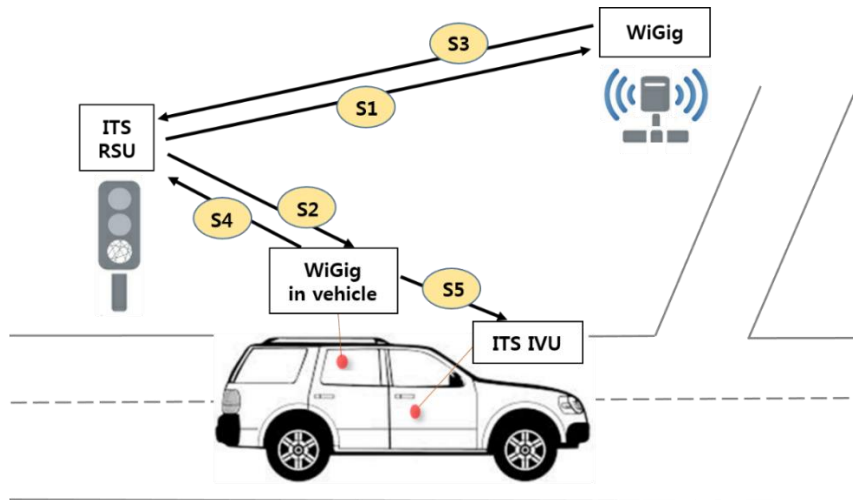 S3
WiGig
S1
ITS
RSU
S2
S4
WiGig
in vehicle
S5
ITS IVU